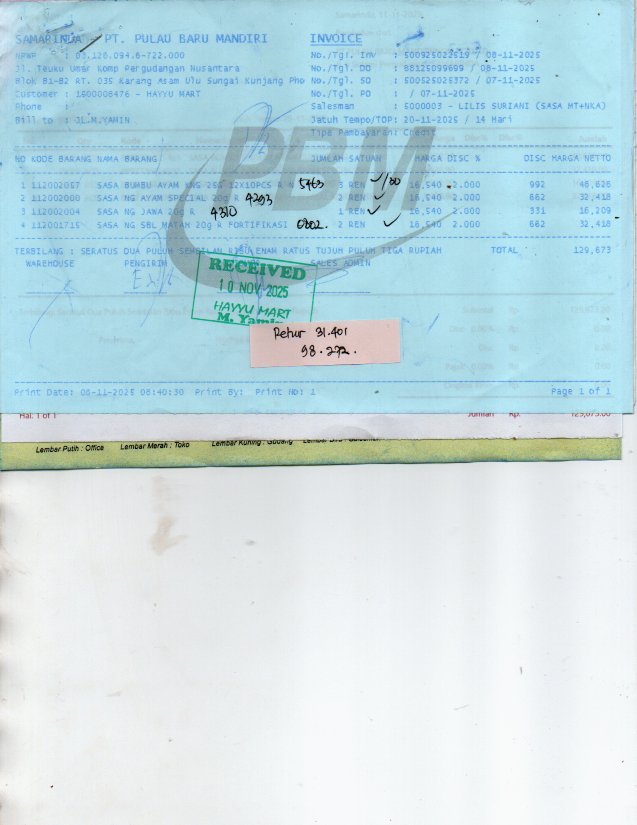 SAMARINDA PT. PULAU BARU MANDIRI
INVOICE
NPWP : 03.126.094.6-722.000
No./Tgl. Inv : 500925022519 / 08-11-2025
Jl. Teuku Umar Komp Pergudangan Nusantara
No./Tgl. DO : 88125099699 / 08-11-2025
Blok B1-B2 RT. 035 Karang Asam Ulu Sungai Kunjang Pho
No./Tgl. SO : 500525025372 / 07-11-2025
Customer : 1600008476 - HAYYU MART
No./Tgl. PO : / 07-11-2025
Phone :
Salesman : 5000003 - LILIS SURIANI (SASA MT+NKA)
Bill to : JL.M.YAMIN
Jatuh Tempo/TOP: 20-11-2025 / 14 Hari
Tipe Pembayaran: Credit
PBM
NO KODE BARANG NAMA BARANG JUMLAH SATUAN HARGA DISC % DISC HARGA NETTO
1 112002057 SASA BUMBU AYAM KNG 25G 12X10PCS R N 5463 3 REN 16,540 2.000 992 48,628
2 112002000 SASA NG AYAM SPECIAL 20g R 4293 2 REN 16,540 2.000 662 32,418
3 112002004 SASA NG JAWA 20g R 4310 1 REN 16,540 2.000 331 16,209
4 112001715 SASA NG SBL MATAH 20g R FORTIFIKASI 0802. 2 REN 16,540 2.000 662 32,418
TERBILANG : SERATUS DUA PULUH SEMBILAN RIBU ENAM RATUS TUJUH PULUH TIGA RUPIAH TOTAL 129,673
WAREHOUSE PENGIRIM SALES ADMIN
RECEIVED
10 NOV 2025
HAYYU MART
M. Yamin
Retur 31.401
98.272.
Print Date: 08-11-2025 08:40:30 Print By: Print No: 1 Page 1 of 1
Hal. 1 of 1 Jumlah Rp. 129,673.00
Lembar Putih : Office Lembar Merah : Toko Lembar Kuning : Gudang